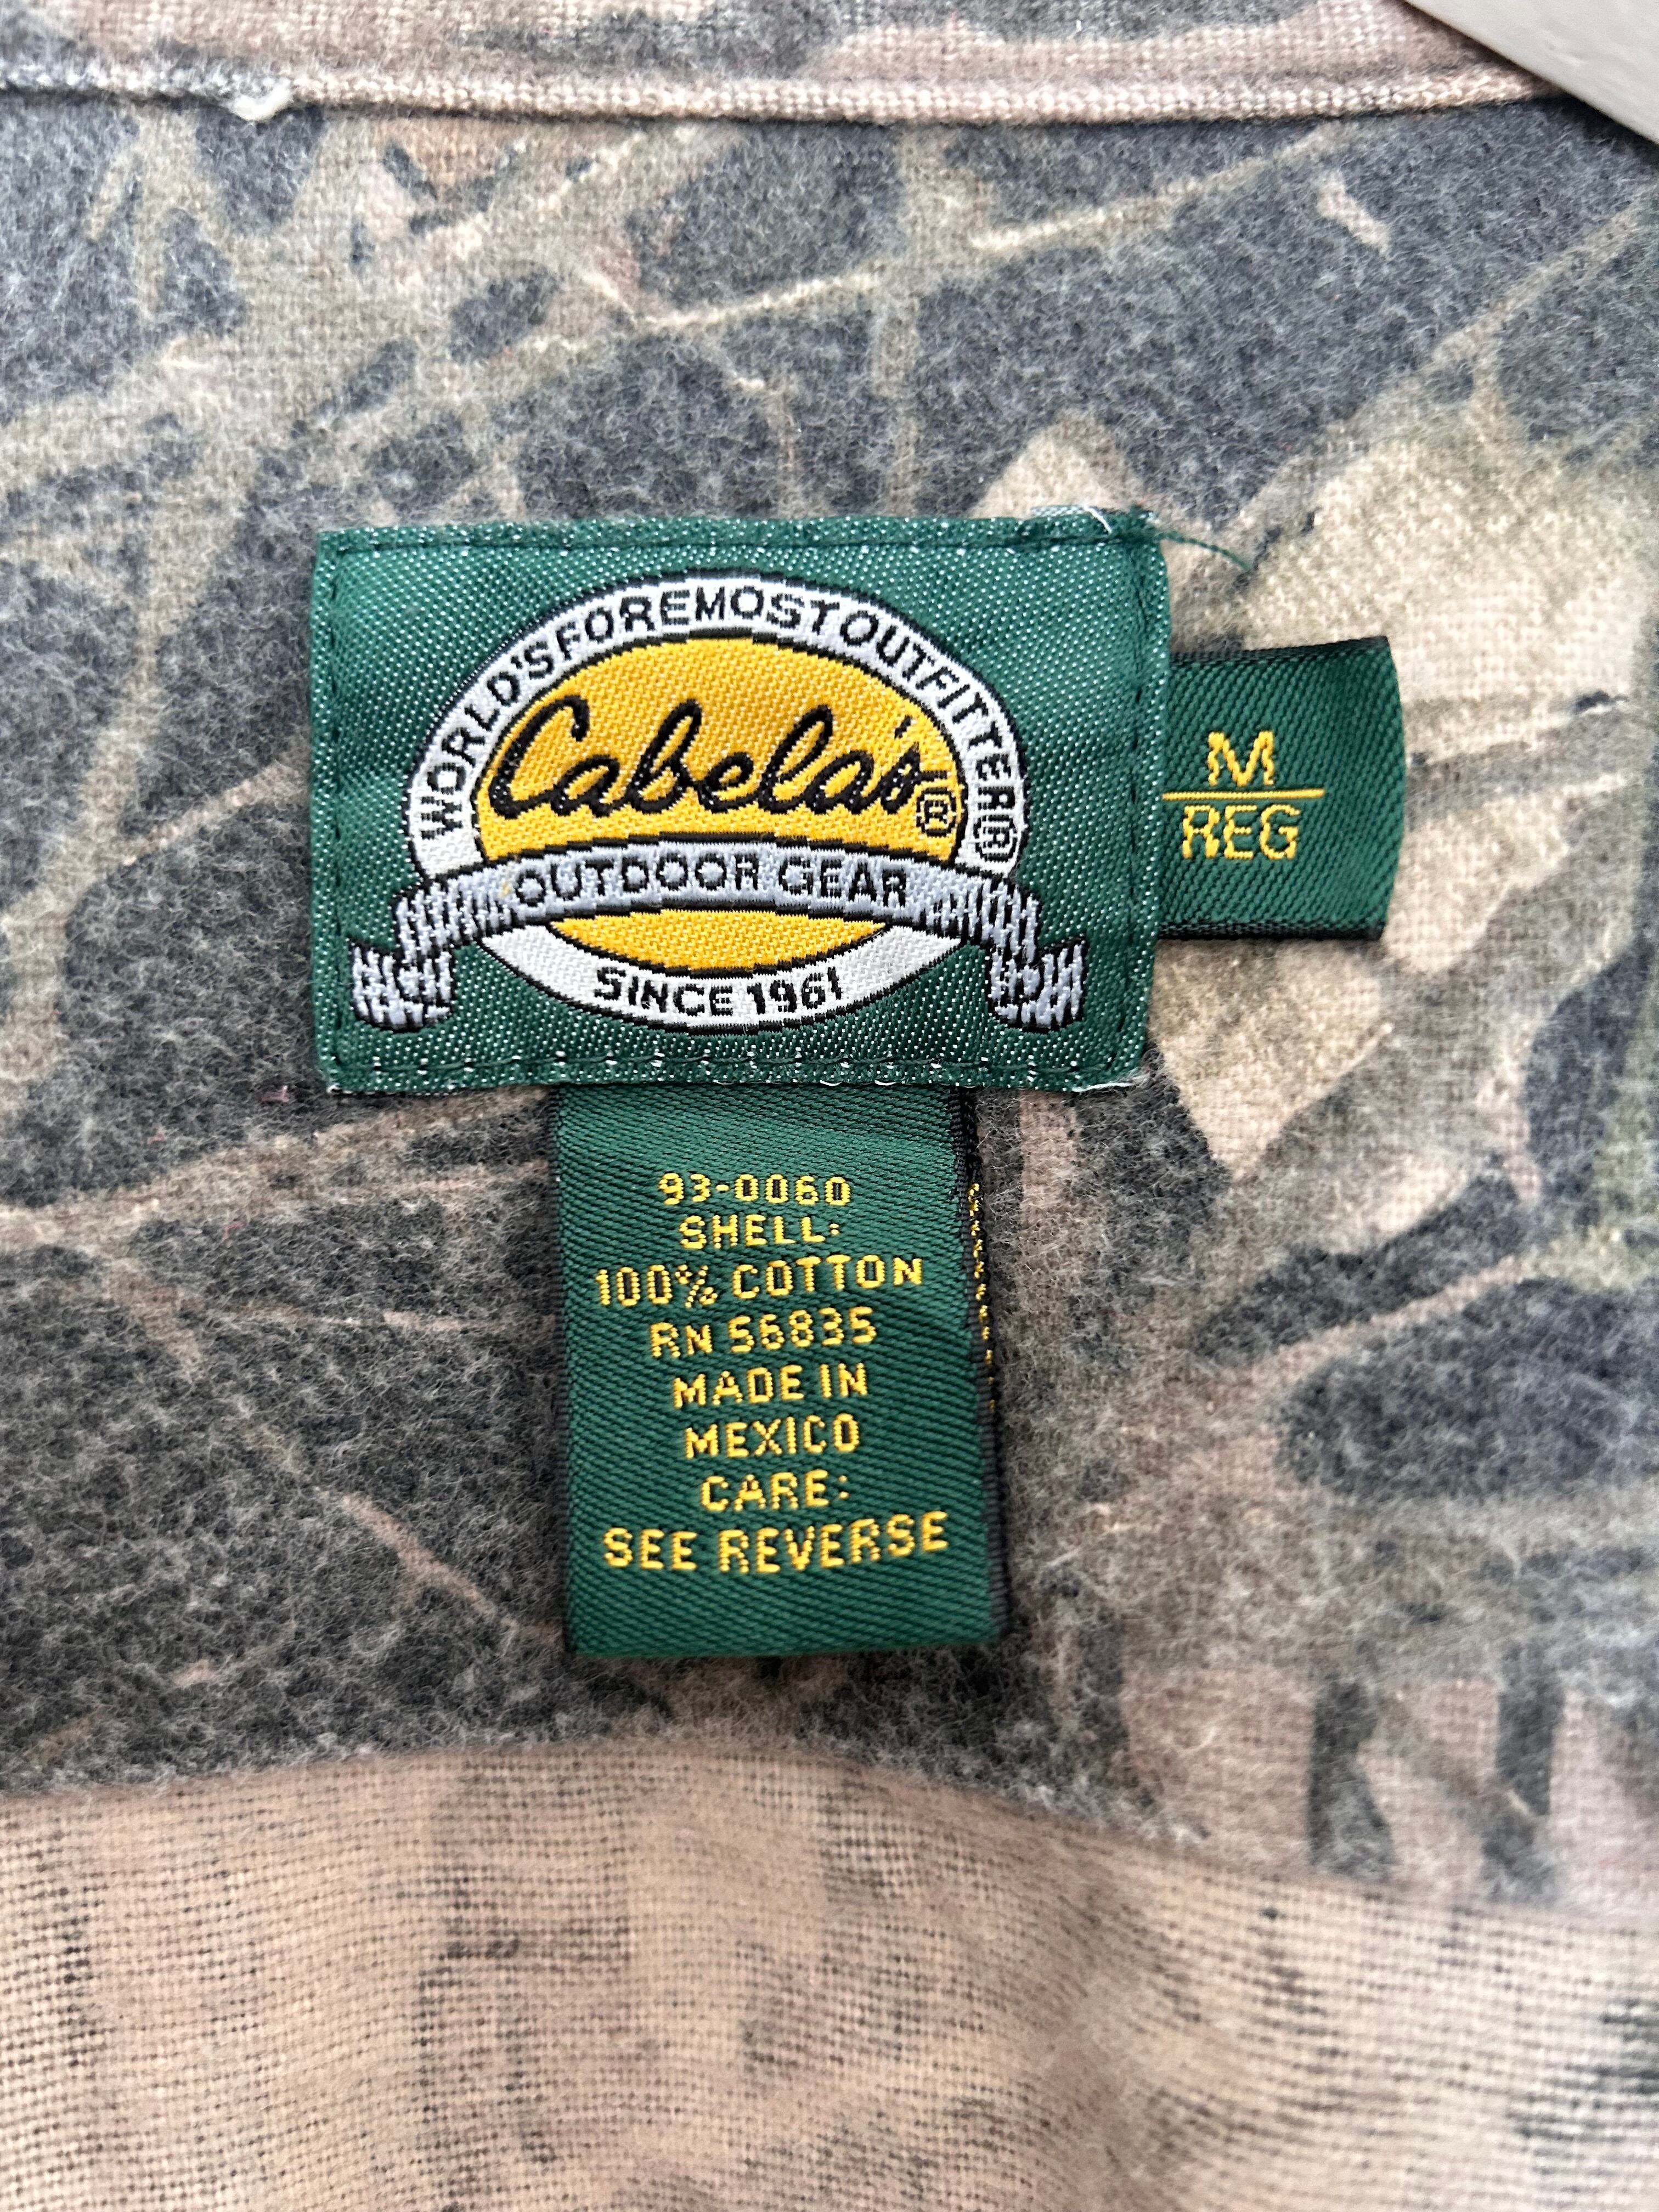 WORLD'S FOREMOST OUTFITTER®
Cabela's®
OUTDOOR GEAR
SINCE 1961
M
REG
93-0060
SHELL:
100% COTTON
RN 56835
MADE IN
MEXICO
CARE:
SEE REVERSE